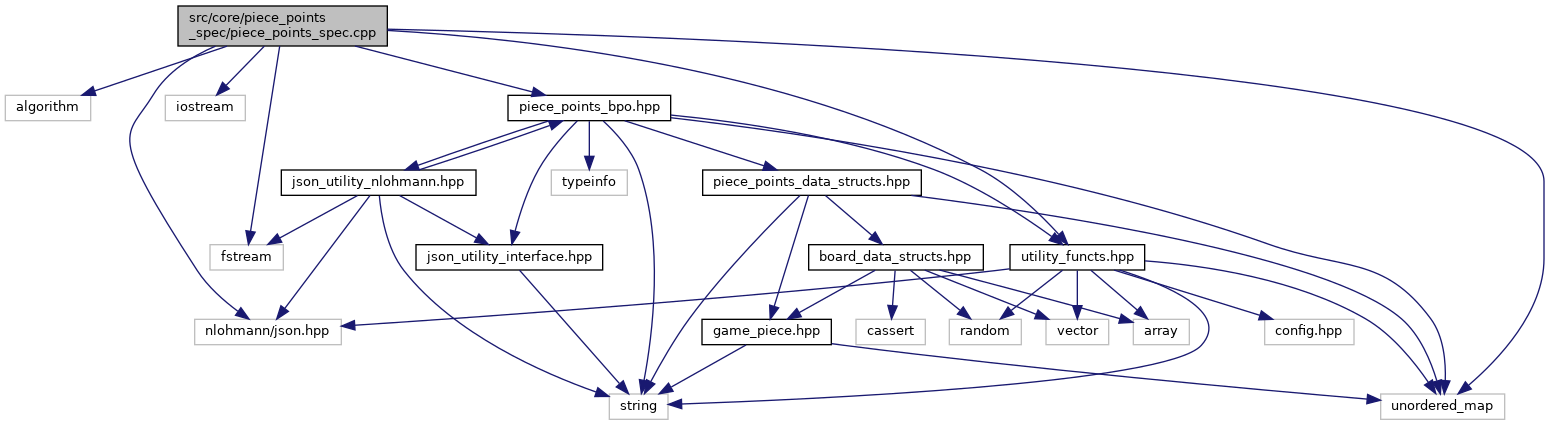 src/core/piece_points
_spec/piece_points_spec.cpp
algorithm
iostream
piece_points_bpo.hpp
json_utility_nlohmann.hpp
typeinfo
piece_points_data_structs.hpp
fstream
json_utility_interface.hpp
board_data_structs.hpp
utility_functs.hpp
nlohmann/json.hpp
game_piece.hpp
cassert
random
vector
array
config.hpp
string
unordered_map